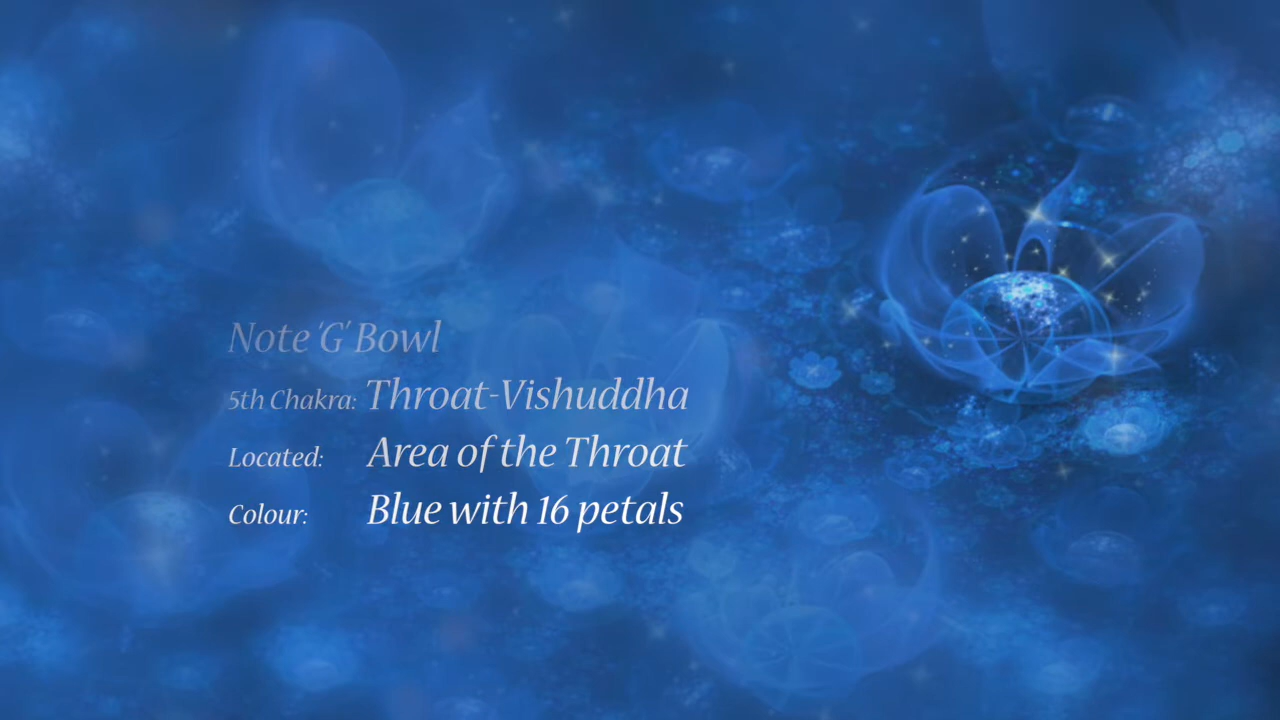 Note 'G' Bowl
5th Chakra: Throat-Vishuddha
Located: Area of the Throat
Colour: Blue with 16 petals